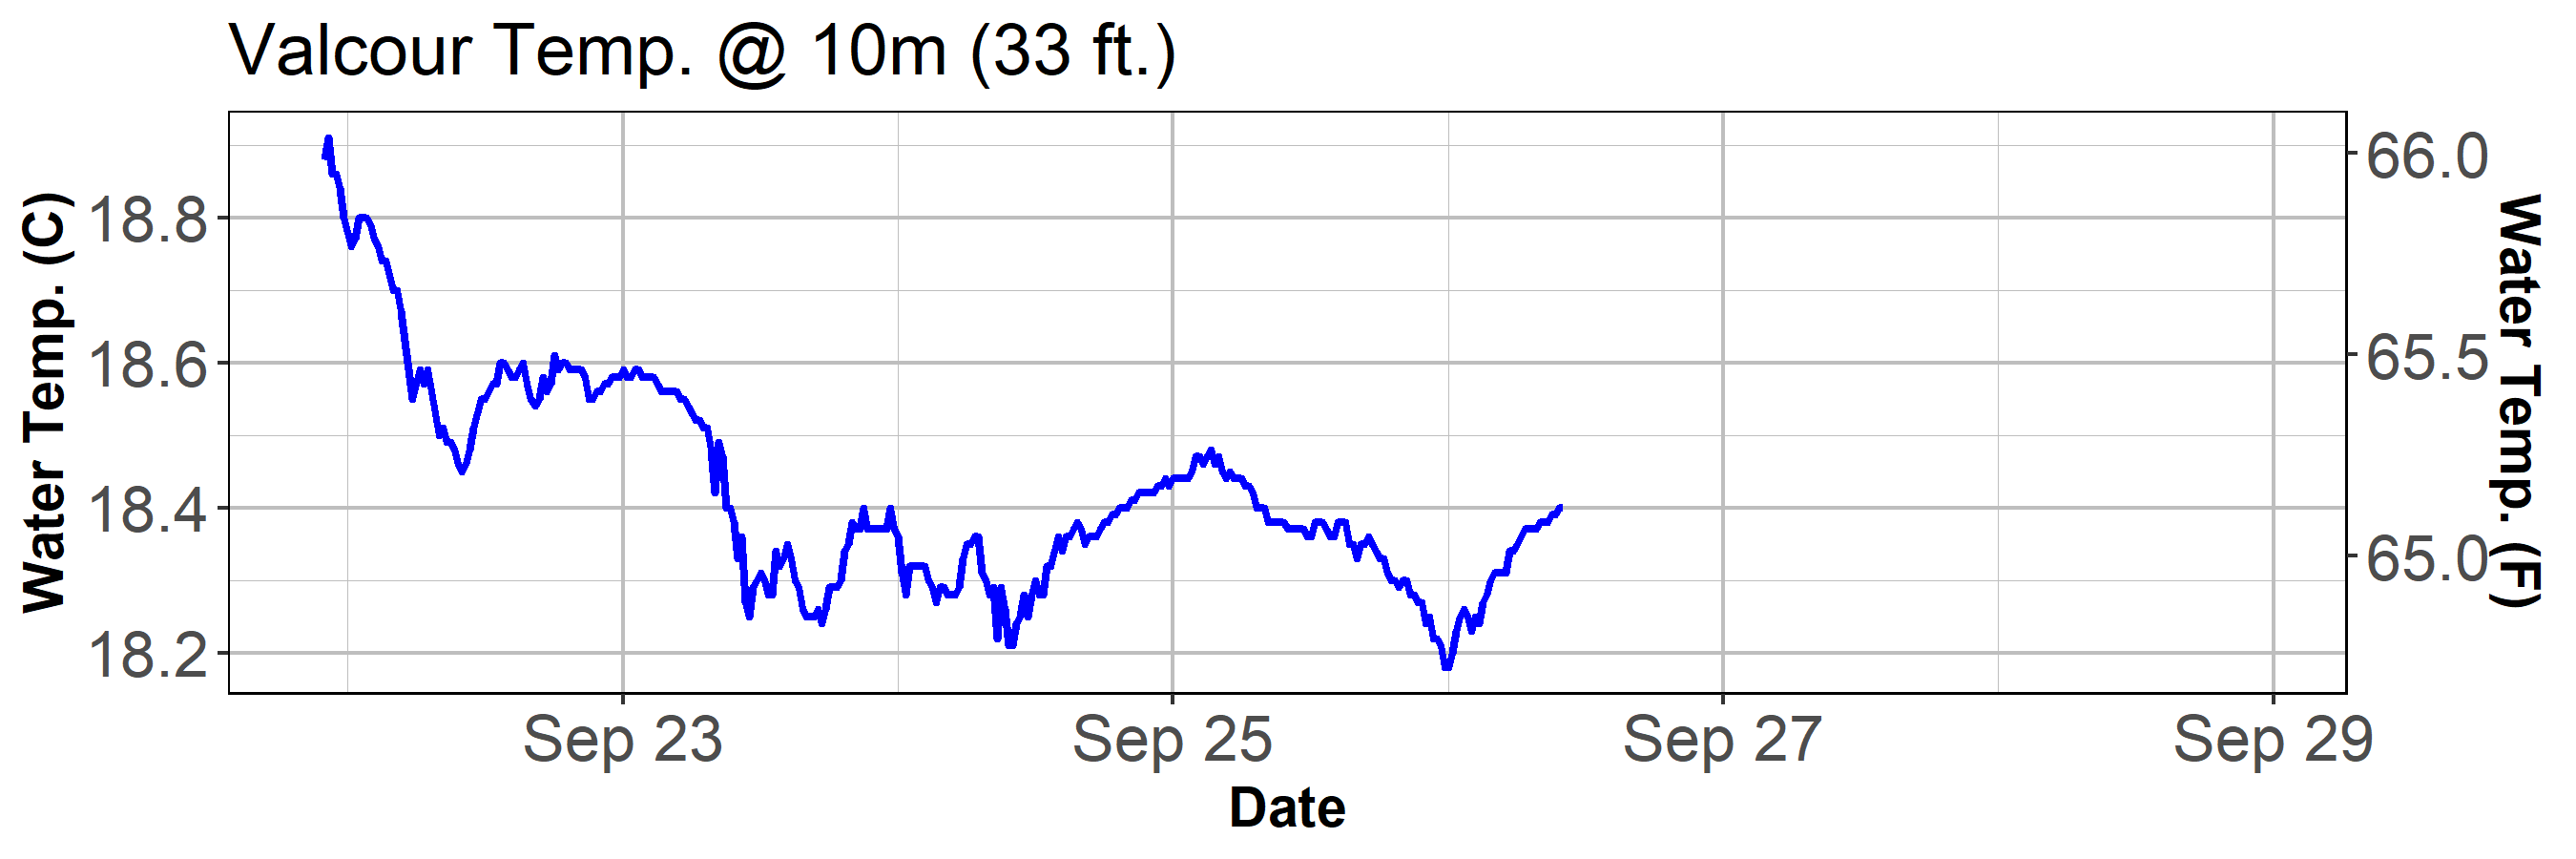 Valcour Temp. @ 10m (33 ft.)
Water Temp. (C)
18.8
18.6
18.4
18.2
66.0
65.5
65.0
Water Temp. (F)
Sep 23 Sep 25 Sep 27 Sep 29
Date